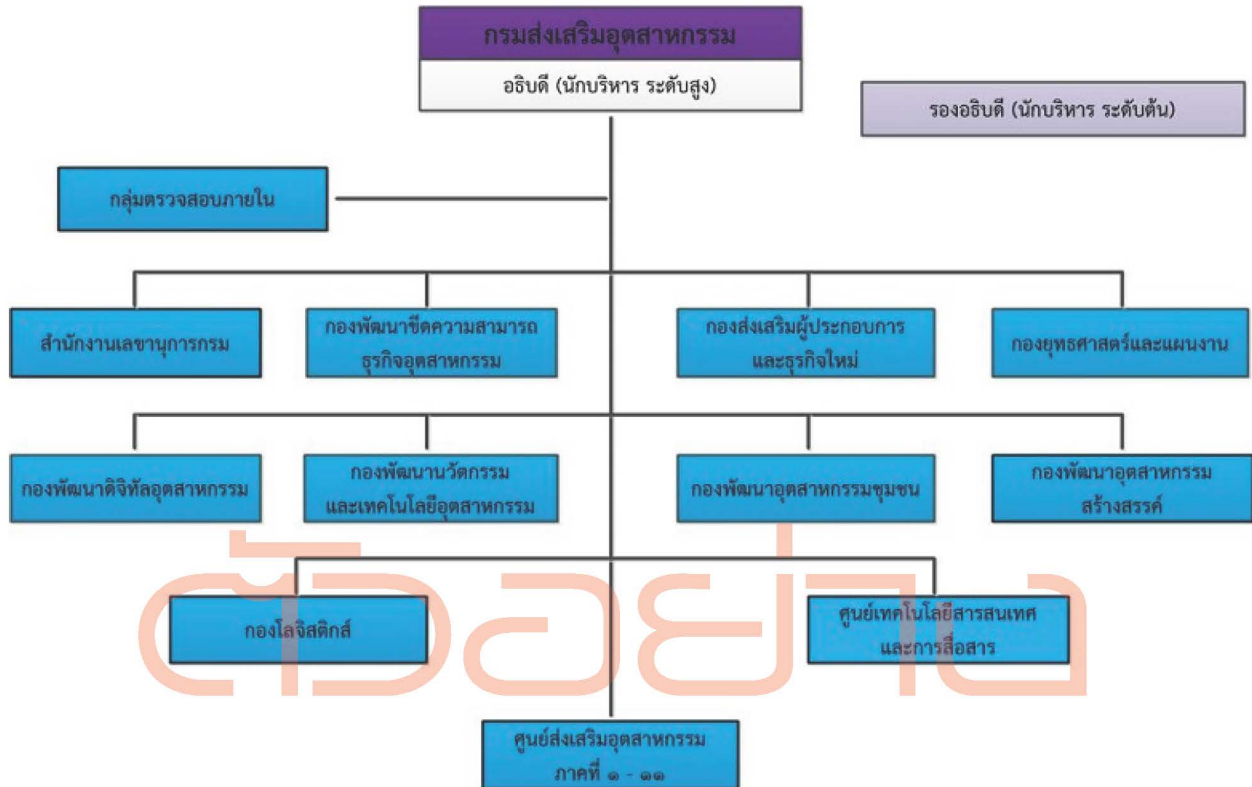 กรมส่งเสริมอุตสาหกรรม
อธิบดี (นักบริหาร ระดับสูง)
รองอธิบดี (นักบริหาร ระดับต้น)
กลุ่มตรวจสอบภายใน
สำนักงานเลขานุการกรม
กองพัฒนาขีดความสามารถ
ธุรกิจอุตสาหกรรม
กองส่งเสริมผู้ประกอบการ
และธุรกิจใหม่
กองยุทธศาสตร์และแผนงาน
กองพัฒนาดิจิทัลอุตสาหกรรม
กองพัฒนานวัตกรรม
และเทคโนโลยีอุตสาหกรรม
กองพัฒนาอุตสาหกรรมชุมชน
กองพัฒนาอุตสาหกรรม
สร้างสรรค์
ตัวอย่าง
กองโลจิสติกส์
ศูนย์เทคโนโลยีสารสนเทศ
และการสื่อสาร
ศูนย์ส่งเสริมอุตสาหกรรม
ภาคที่ ๑ - ๑๑